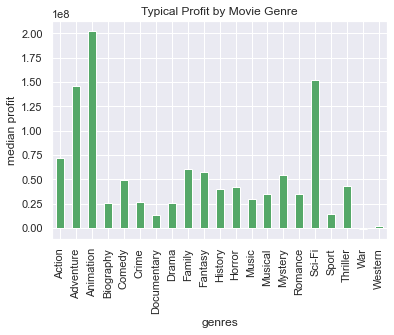 Typical Profit by Movie Genre
1e8
2.00
1.75
1.50
1.25
1.00
0.75
0.50
0.25
0.00
median profit
Action
Adventure
Animation
Biography
Comedy
Crime
Documentary
Drama
Family
Fantasy
History
Horror
Music
Musical
Mystery
Romance
Sci-Fi
Sport
Thriller
War
Western
genres